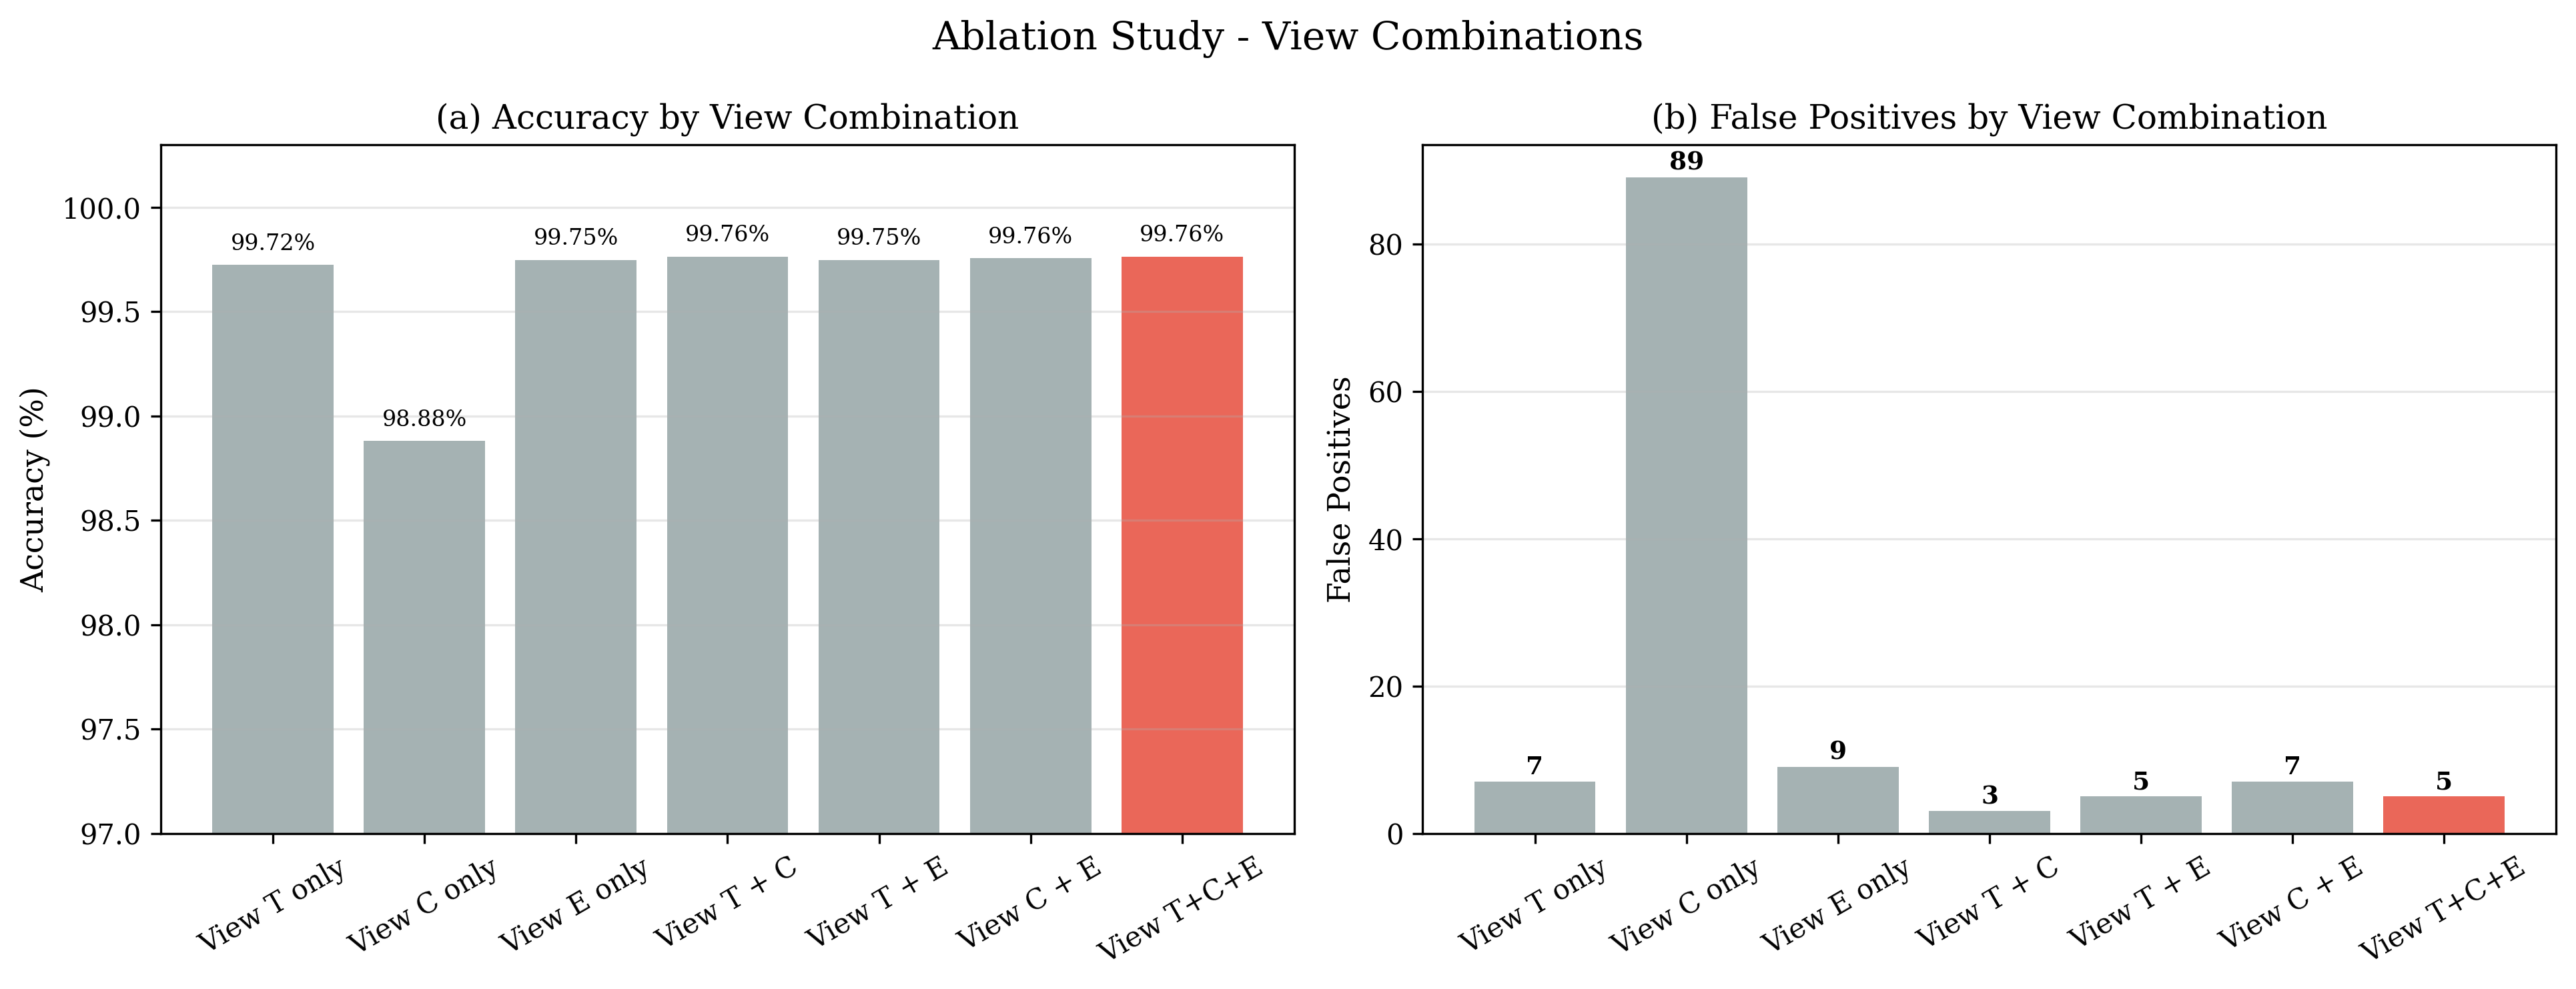 Ablation Study - View Combinations
(a) Accuracy by View Combination
Accuracy (%)
100.0
99.5
99.0
98.5
98.0
97.5
97.0
99.72%
98.88%
99.75%
99.76%
99.75%
99.76%
99.76%
View T only
View C only
View E only
View T + C
View T + E
View C + E
View T+C+E
(b) False Positives by View Combination
False Positives
80
60
40
20
0
7
89
9
3
5
7
5
View T only
View C only
View E only
View T + C
View T + E
View C + E
View T+C+E